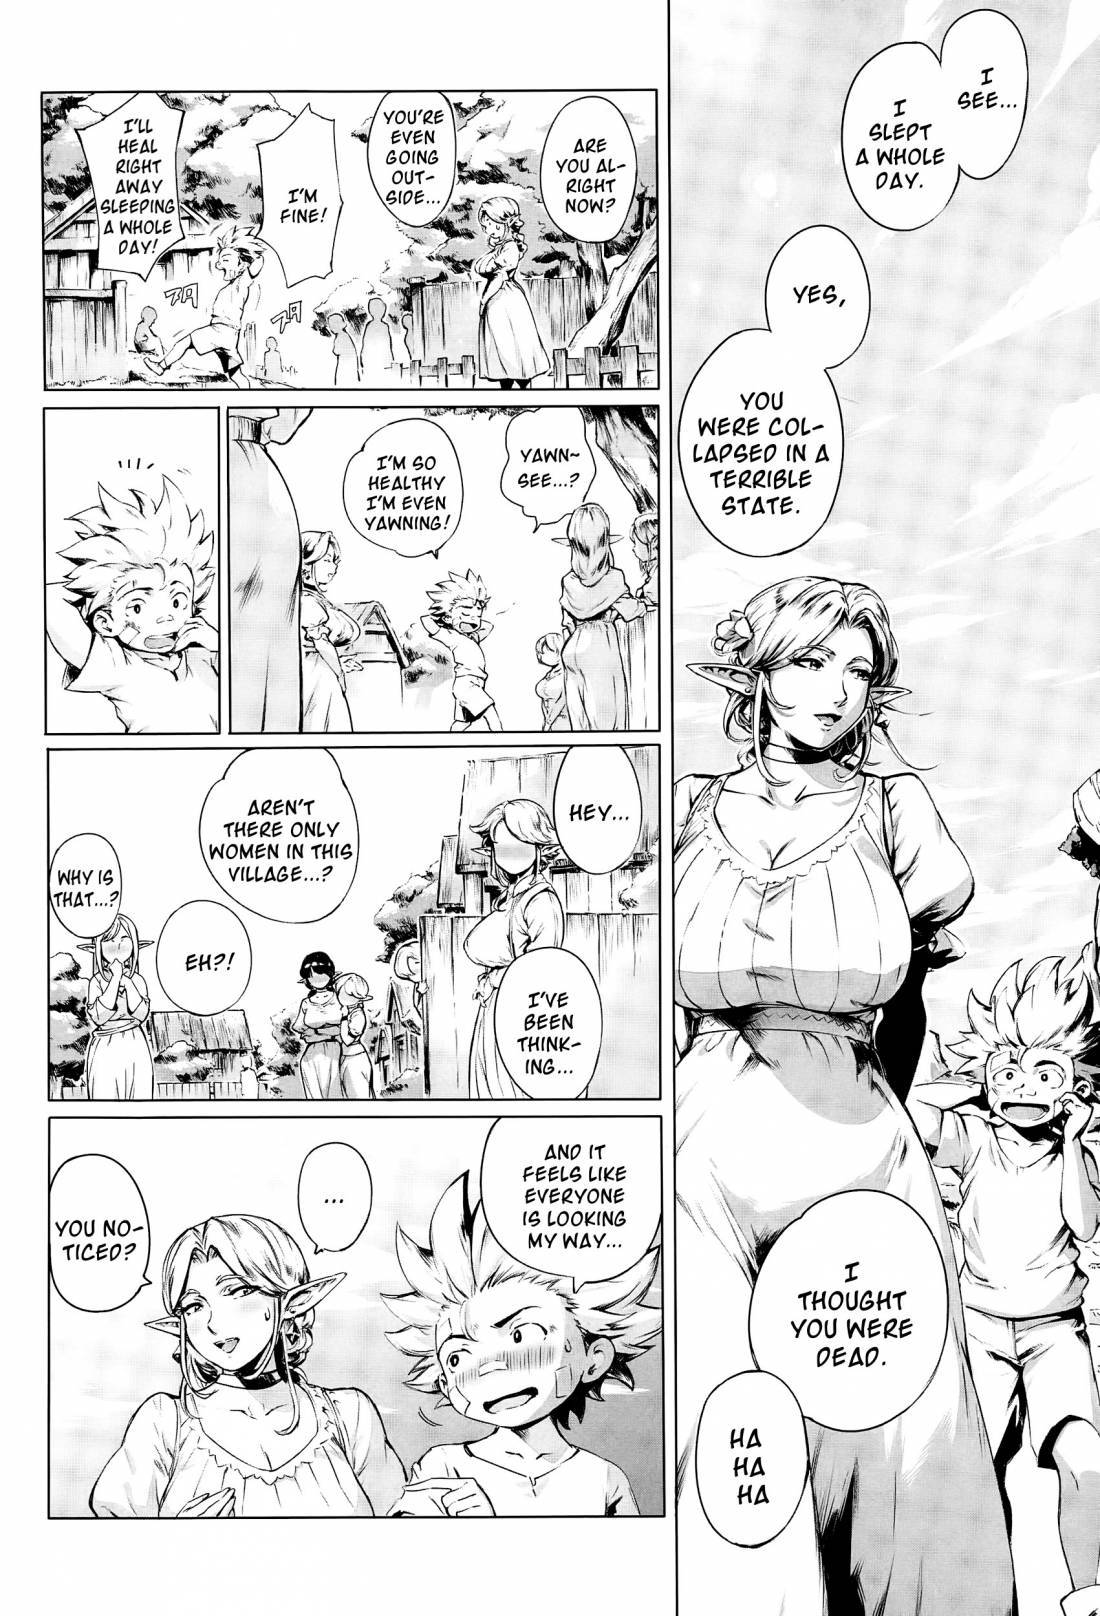 I
SEE...
I
SLEPT
A WHOLE
DAY.
YES,
YOU
WERE COL-
LAPSED IN A
TERRIBLE
STATE.
I
THOUGHT
YOU WERE
DEAD.
HA
HA
HA
ARE
YOU AL-
RIGHT
NOW?
YOU'RE
EVEN
GOING
OUT-
SIDE...
I'M
FINE!
I'LL
HEAL
RIGHT
AWAY
SLEEPING
A WHOLE
DAY!
YAWN~
SEE...?
I'M SO
HEALTHY
I'M EVEN
YAWNING!
HEY...
I'VE
BEEN
THINK-
ING...
AREN'T
THERE ONLY
WOMEN IN THIS
VILLAGE...?
EH?!
WHY IS
THAT...?
AND IT
FEELS LIKE
EVERYONE
IS LOOKING
MY WAY...
...
YOU NO-
TICED?